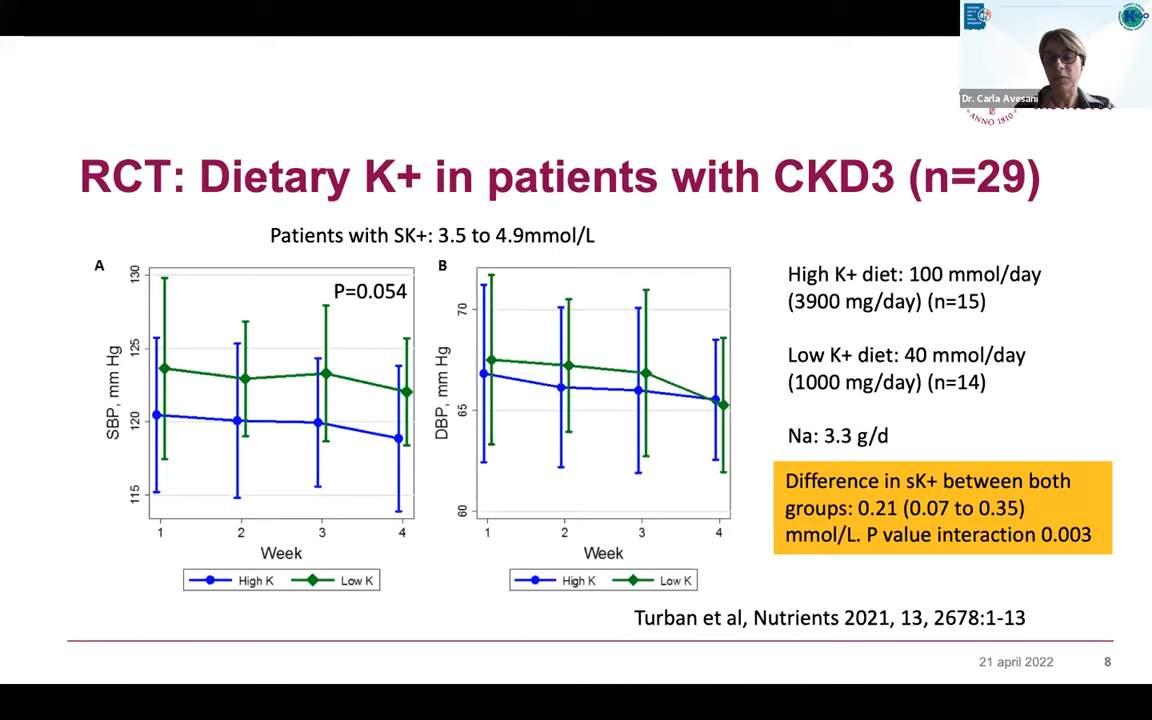 Dr. Carla Avesani
ANNO 1810
RCT: Dietary K+ in patients with CKD3 (n=29)
Patients with SK+: 3.5 to 4.9mmol/L
A
P=0.054
SBP, mm Hg
130
125
120
115
1 2 3 4
Week
High K Low K
B
DBP, mm Hg
70
65
60
1 2 3 4
Week
High K Low K
High K+ diet: 100 mmol/day
(3900 mg/day) (n=15)
Low K+ diet: 40 mmol/day
(1000 mg/day) (n=14)
Na: 3.3 g/d
Difference in sK+ between both
groups: 0.21 (0.07 to 0.35)
mmol/L. P value interaction 0.003
Turban et al, Nutrients 2021, 13, 2678:1-13
21 april 2022
8